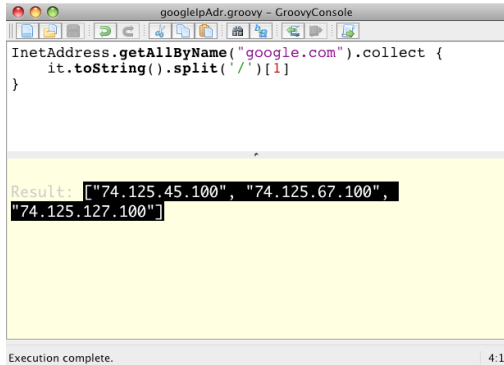 googleIpAdr.groovy – GroovyConsole
InetAddress.getAllByName("google.com").collect {
    it.toString().split('/')[1]
}
Result: ["74.125.45.100", "74.125.67.100",
"74.125.127.100"]
Execution complete.
4:1